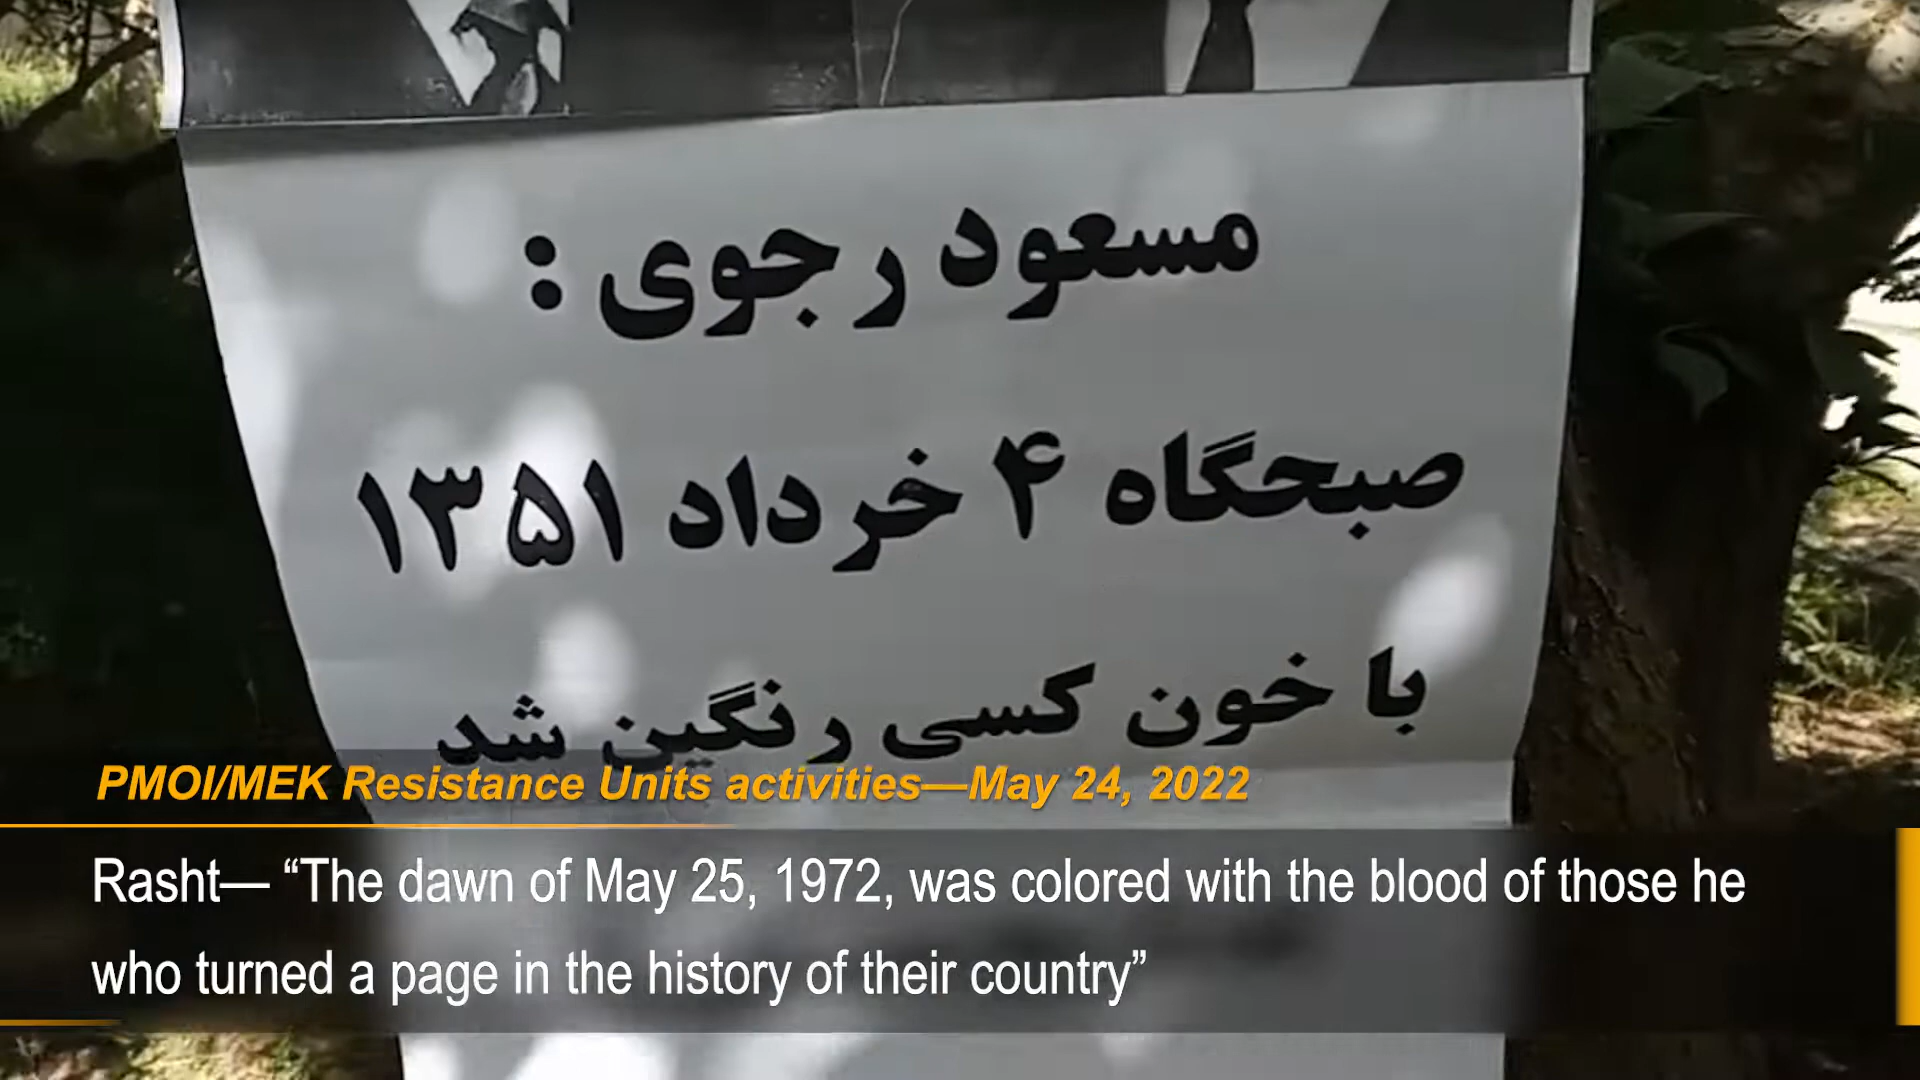 مسعود رجوی :
صبحگاه ۴ خرداد ۱۳۵۱
با خون کسی رنگین شد
PMOI/MEK Resistance Units activities—May 24, 2022
Rasht— “The dawn of May 25, 1972, was colored with the blood of those he
who turned a page in the history of their country”